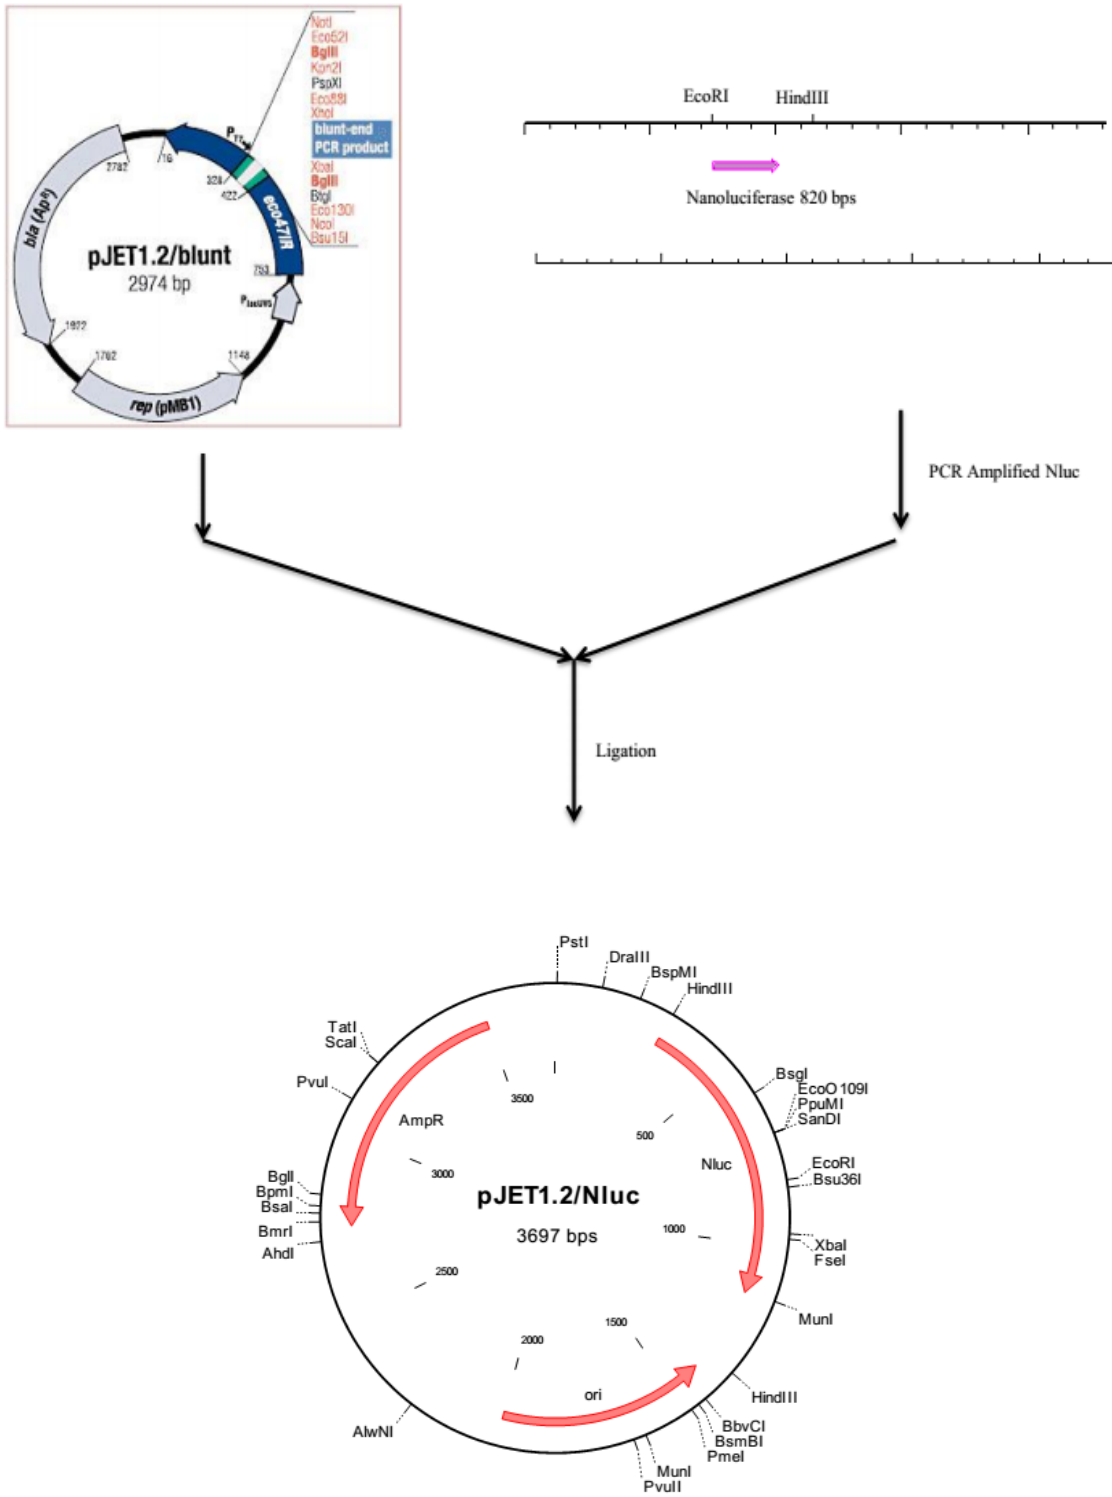 NotI
Eco52I
BglII
Kpn2I
PspXI
Eco88I
XhoI
blunt-end
PCR product
XbaI
BglII
BtgI
Eco130I
NcoI
Bsu15I
PT7
2782
16
328
422
bla (ApR)
eco47IR
pJET1.2/blunt
2974 bp
753
PlacUV5
1922
1762
1148
rep (pMB1)
EcoRI HindIII
Nanoluciferase 820 bps
PCR Amplified Nluc
Ligation
PstI
DraIII
BspMI
HindIII
TatI
ScaI
PvuI
BsgI
EcoO109I
PpuMI
SanDI
3500
AmpR
500
3000
Nluc
EcoRI
Bsu36I
BglI
BpmI
BsaI
BmrI
AhdI
pJET1.2/Nluc
3697 bps
1000
XbaI
FseI
2500
MunI
1500
2000
ori
HindIII
AlwNI
BbvCI
BsmBI
PmeI
MunI
PvuII